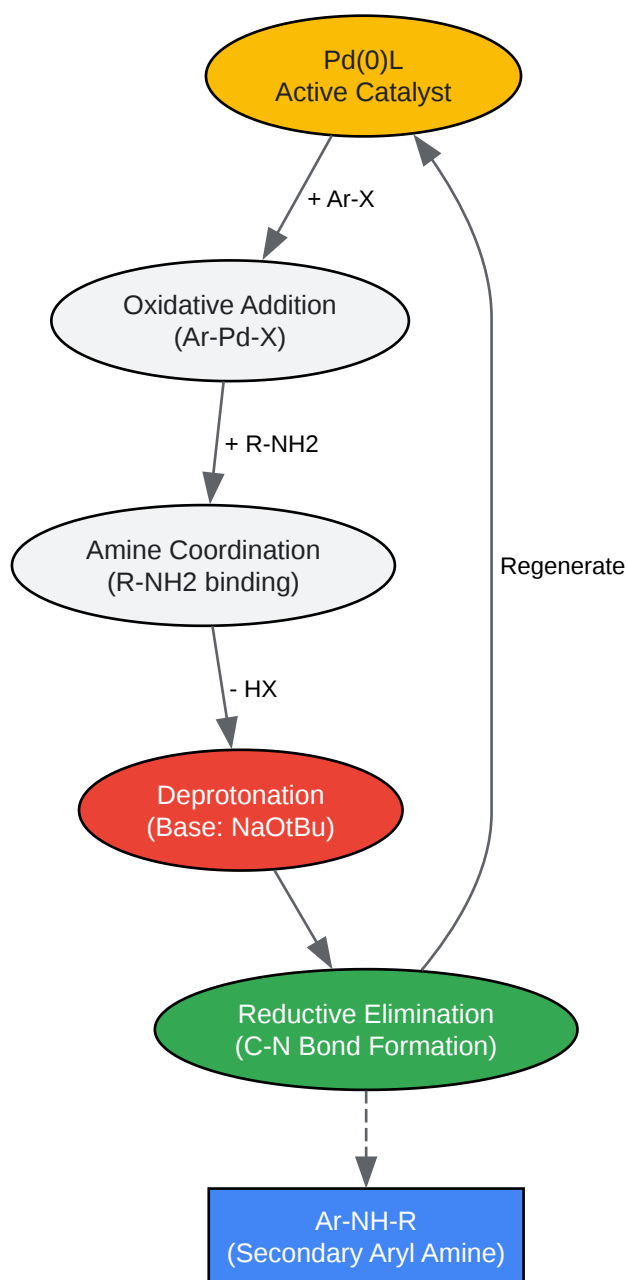 Pd(0)L
Active Catalyst
+ Ar-X
Oxidative Addition
(Ar-Pd-X)
+ R-NH2
Amine Coordination
(R-NH2 binding)
Regenerate
- HX
Deprotonation
(Base: NaOtBu)
Reductive Elimination
(C-N Bond Formation)
Ar-NH-R
(Secondary Aryl Amine)